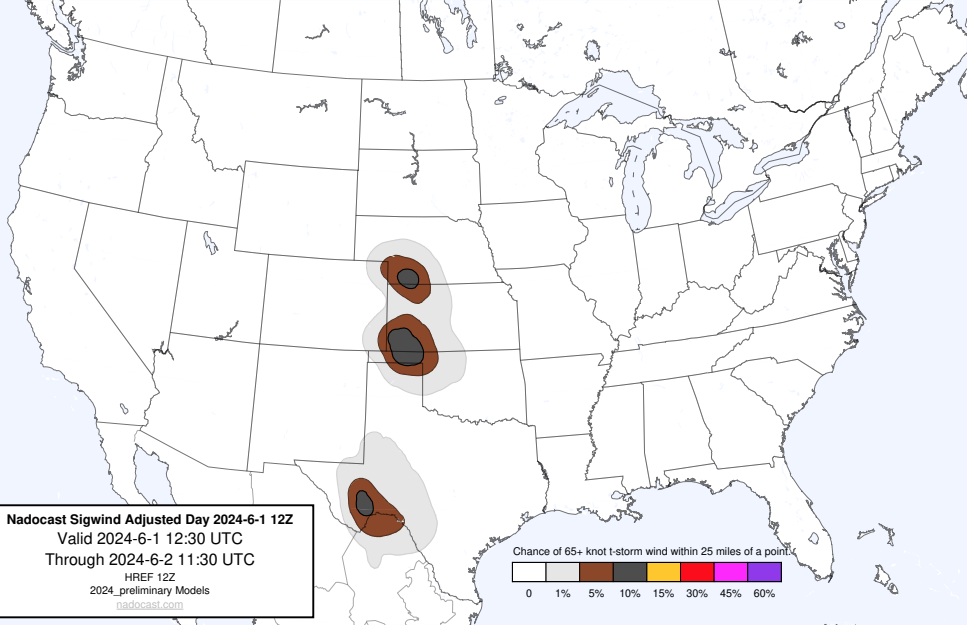 Nadocast Sigwind Adjusted Day 2024-6-1 12Z
Valid 2024-6-1 12:30 UTC
Through 2024-6-2 11:30 UTC
HREF 12Z
2024_preliminary Models
nadocast.com
Chance of 65+ knot t-storm wind within 25 miles of a point.
0 1% 5% 10% 15% 30% 45% 60%